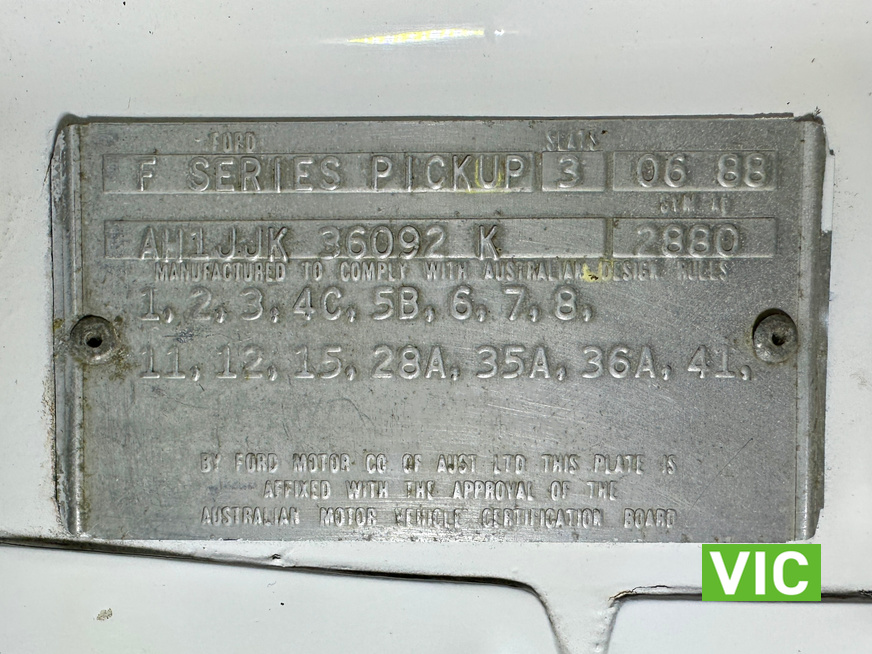 FORD SEATS
F SERIES PICKUP 3 06 88
AH1JJK 36092 K 2880
MANUFACTURED TO COMPLY WITH AUSTRALIAN DESIGN RULES
1, 2, 3, 4C, 5B, 6, 7, 8,
11, 12, 15, 28A, 35A, 36A, 41,
BY FORD MOTOR CO OF AUST LTD THIS PLATE IS
AFFIXED WITH THE APPROVAL OF THE
AUSTRALIAN MOTOR VEHICLE CERTIFICATION BOARD
VIC